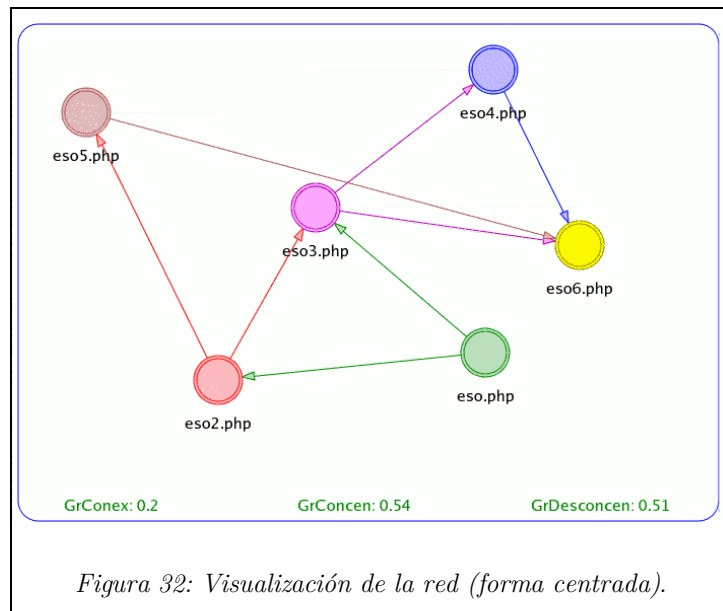 eso4.php
eso5.php
eso3.php
eso6.php
eso.php
eso2.php
GrConex: 0.2
GrConcen: 0.54
GrDesconcen: 0.51
Figura 32: Visualización de la red (forma centrada).